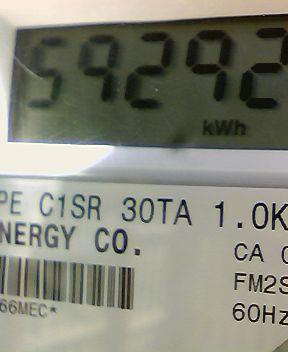 59292
kWh
PE C1SR 30TA 1.0K
NERGY CO.
CA
FM2S
66MEC*
60Hz